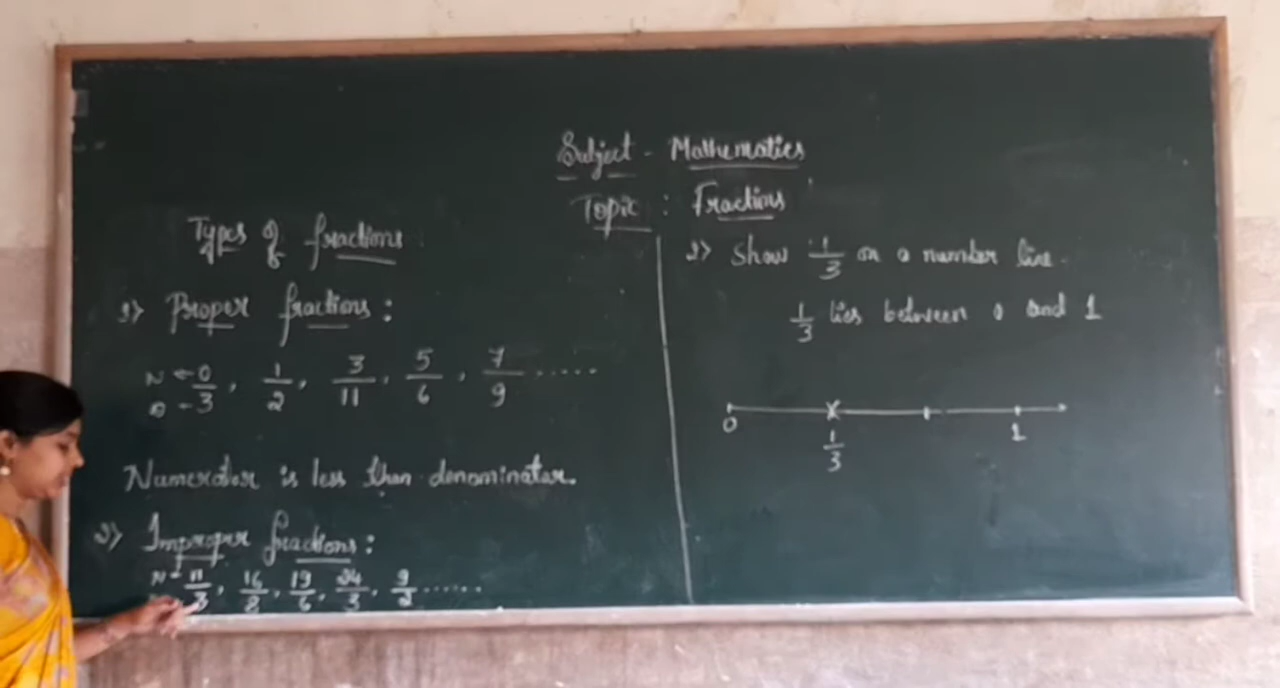 Subject - Mathematics
Topic : Fractions
Types of fractions
1) Proper fractions :
N ← 0/3, 1/2, 3/11, 5/6, 7/9 .....
D -
Numerator is less than denominator.
2) Improper fractions :
N - 11/3, 16/8, 19/6, 24/3, 9/2 ......
2) Show 1/3 on a number line.
1/3 lies between 0 and 1
0 1/3 1